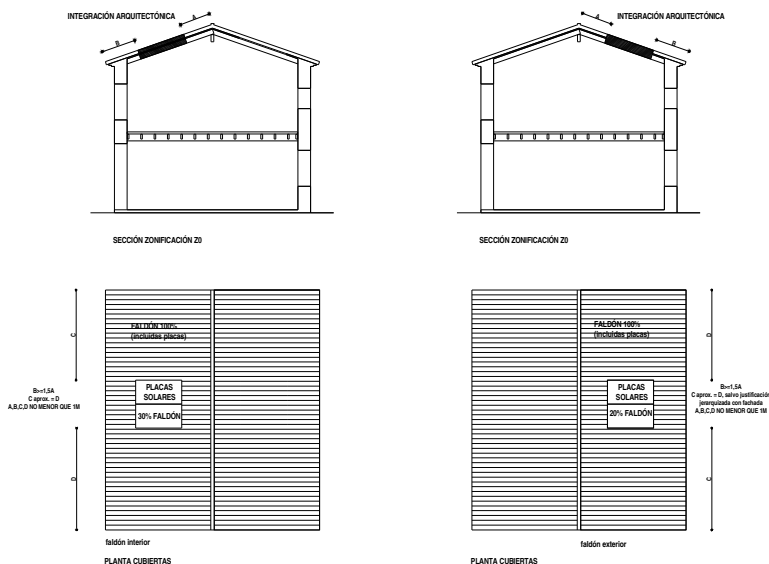 INTEGRACIÓN ARQUITECTÓNICA
A
B
SECCIÓN ZONIFICACIÓN Z0
INTEGRACIÓN ARQUITECTÓNICA
A
B
SECCIÓN ZONIFICACIÓN Z0
C
FALDÓN 100%
(incluidas placas)
B>=1,5A
C aprox. = D
A,B,C,D NO MENOR QUE 1M
PLACAS
SOLARES
30% FALDÓN
D
faldón interior
PLANTA CUBIERTAS
D
FALDÓN 100%
(incluidas placas)
PLACAS
SOLARES
20% FALDÓN
B>=1,5A
C aprox. = D, salvo justificación
jerarquizada con fachada
A,B,C,D NO MENOR QUE 1M
C
faldón exterior
PLANTA CUBIERTAS